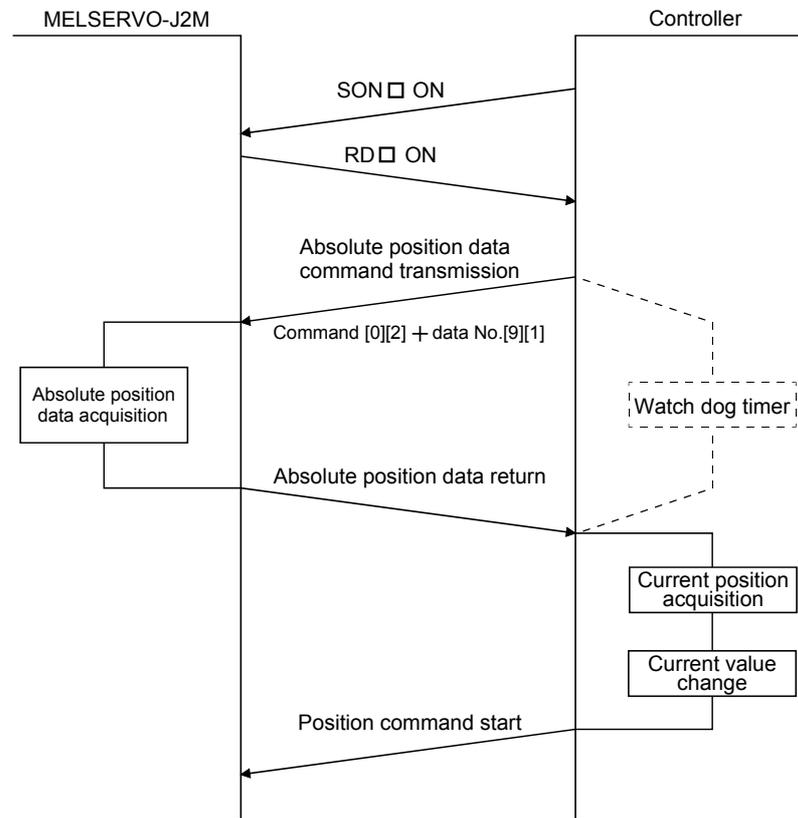 MELSERVO-J2M
Controller
SON□ ON
RD□ ON
Absolute position data
command transmission
Command [0][2] + data No.[9][1]
Absolute position
data acquisition
Watch dog timer
Absolute position data return
Current position
acquisition
Current value
change
Position command start